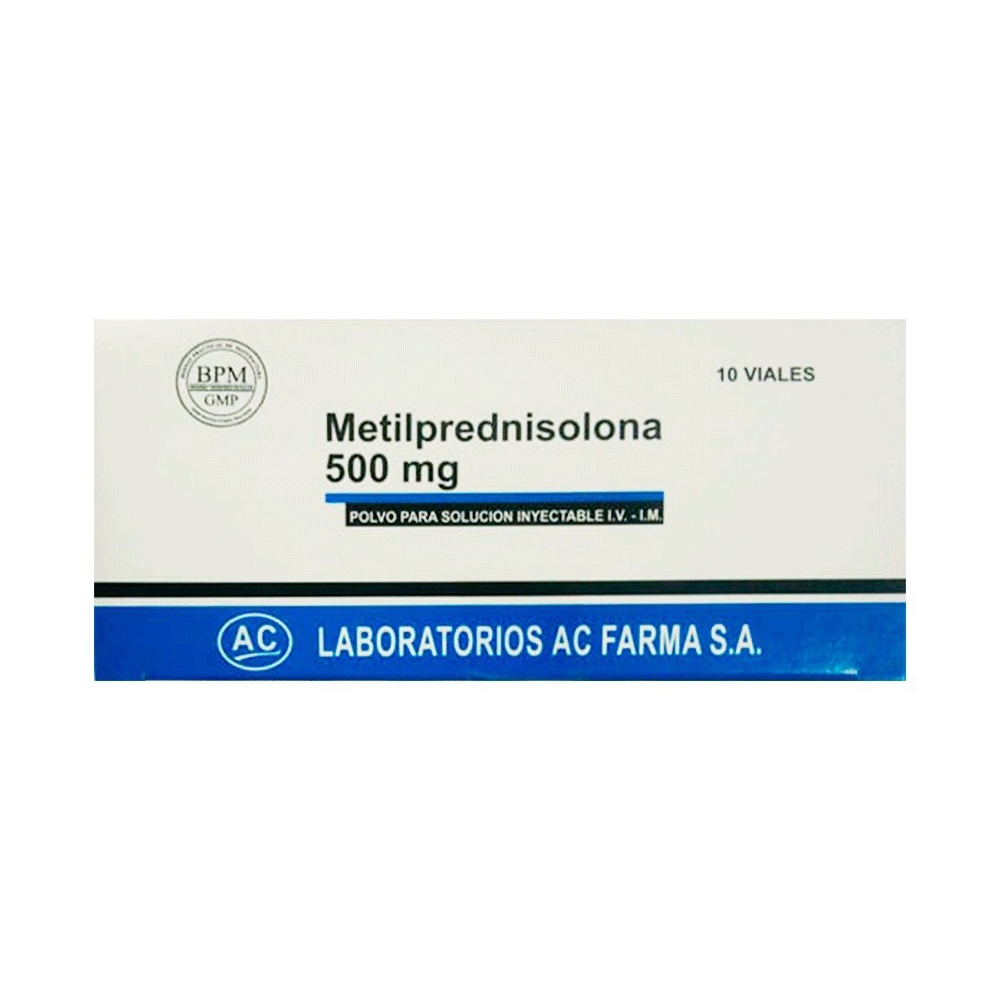 BPM
GMP
10 VIALES
Metilprednisolona
500 mg
POLVO PARA SOLUCION INYECTABLE I.V. - I.M.
AC
LABORATORIOS AC FARMA S.A.